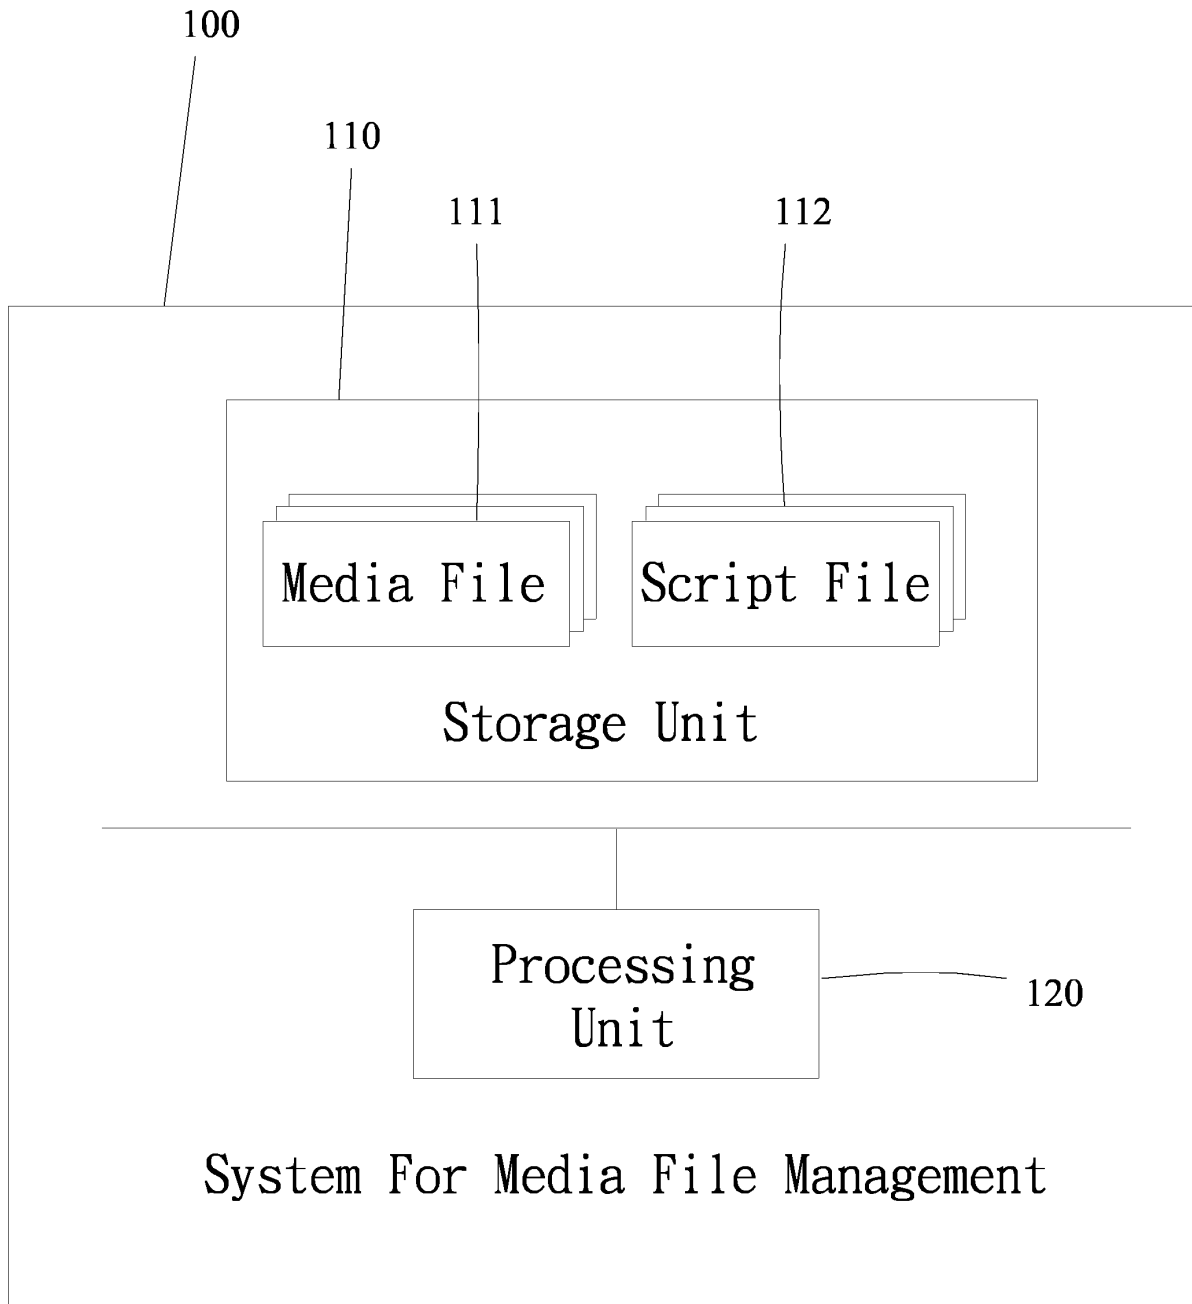 100
110
111
112
Media File
Script File
Storage Unit
Processing
Unit
120
System For Media File Management